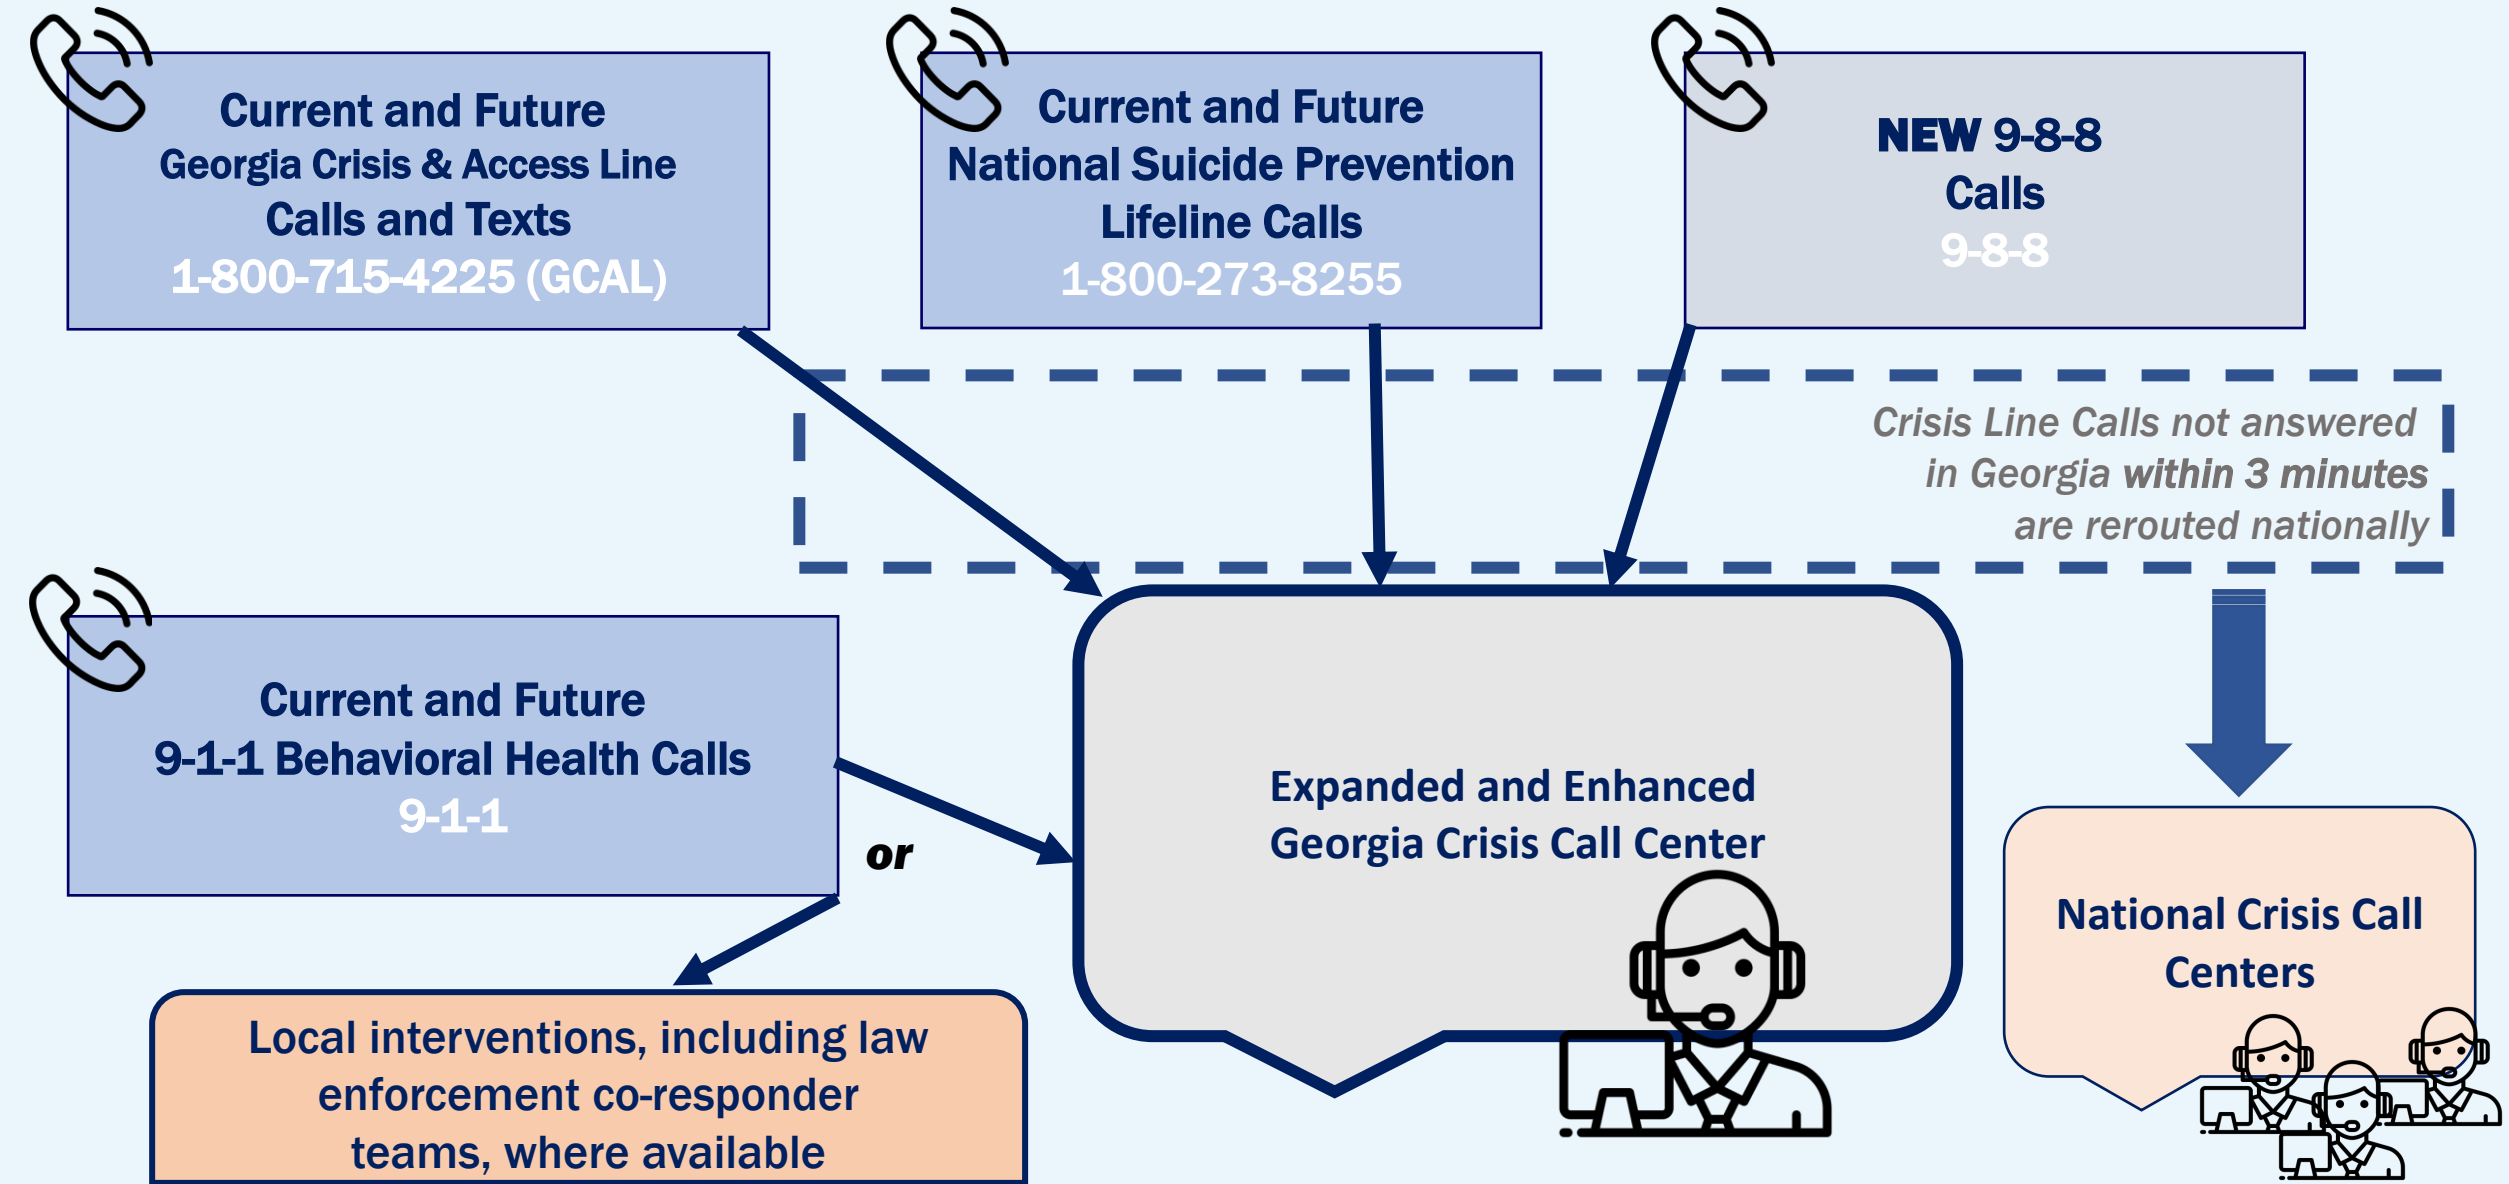 Current and Future
Georgia Crisis & Access Line
Calls and Texts
1-800-715-4225 (GCAL)
Current and Future
National Suicide Prevention
Lifeline Calls
1-800-273-8255
NEW 9-8-8
Calls
9-8-8
Crisis Line Calls not answered
in Georgia within 3 minutes
are rerouted nationally
Current and Future
9-1-1 Behavioral Health Calls
9-1-1
or
Expanded and Enhanced
Georgia Crisis Call Center
National Crisis Call
Centers
Local interventions, including law
enforcement co-responder
teams, where available